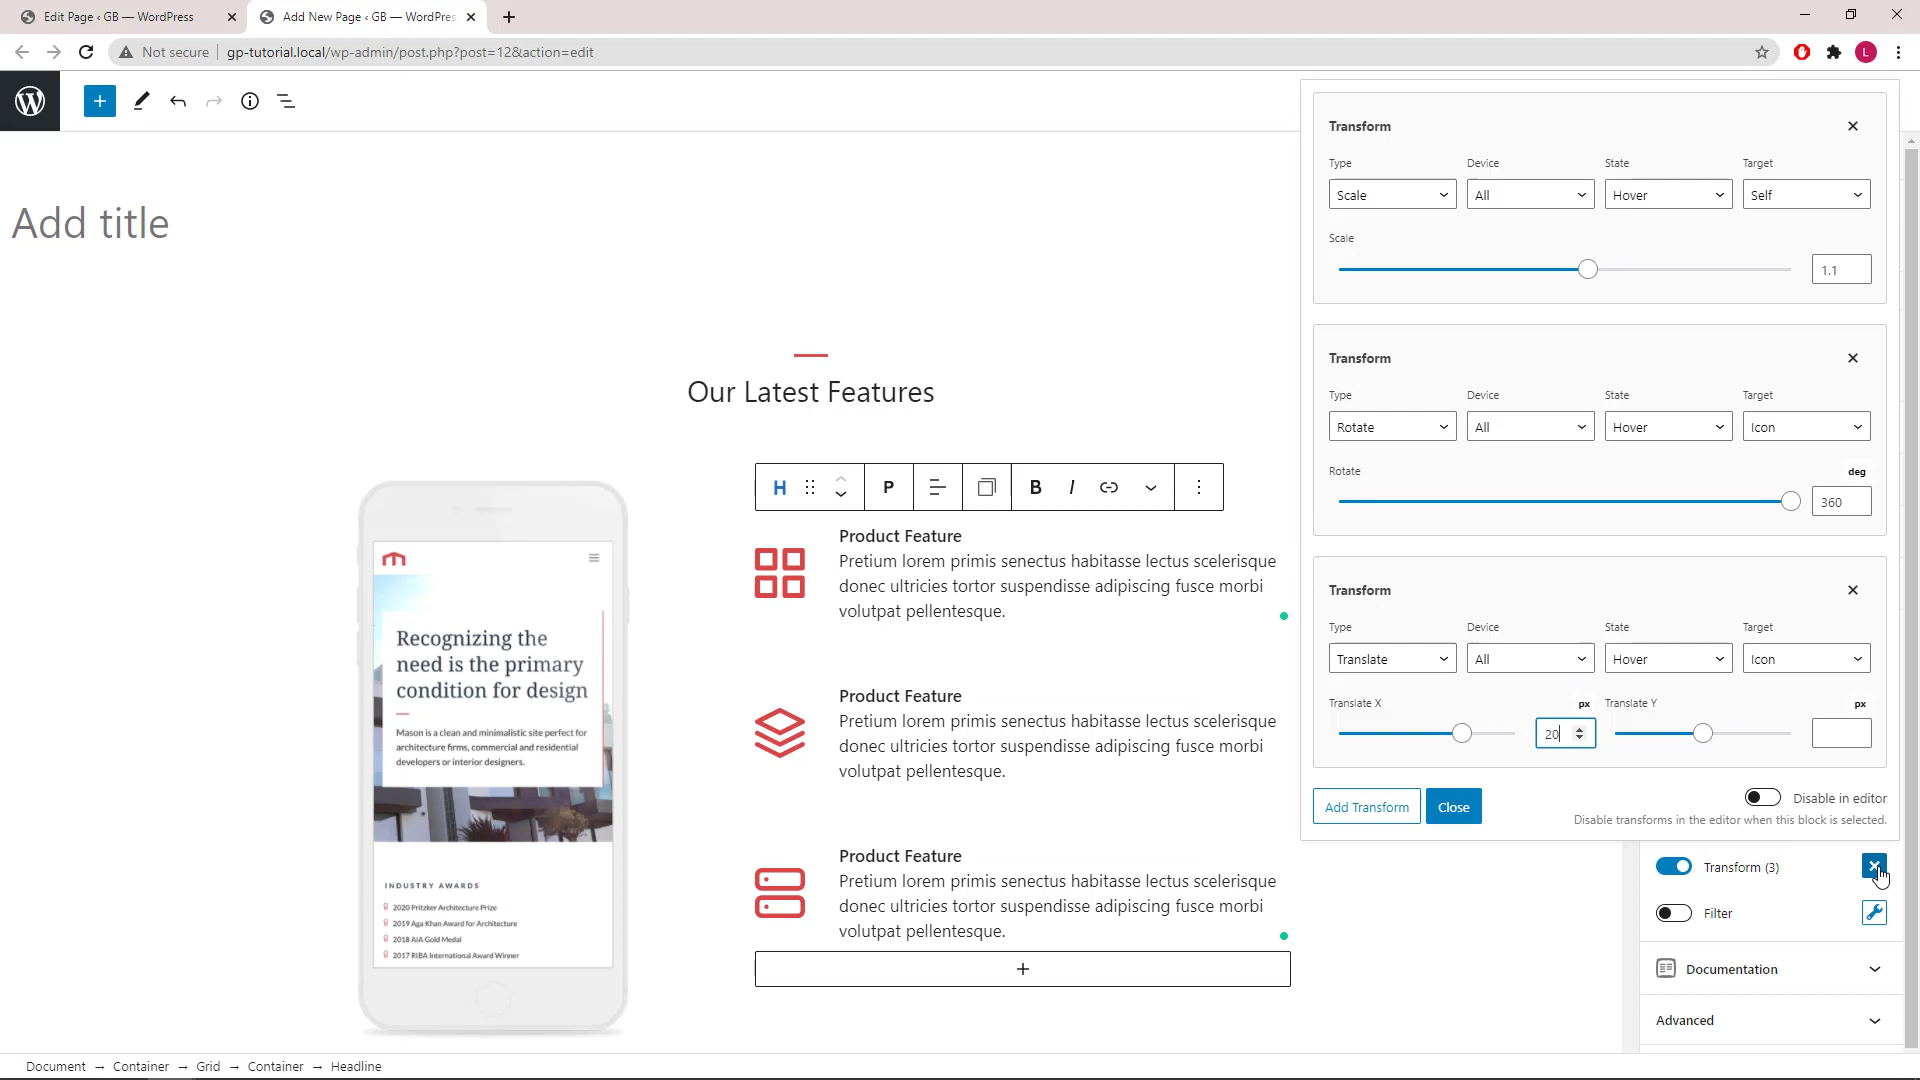 Edit Page ‹ GB — WordPress
Add New Page ‹ GB — WordPres
Not secure
gp-tutorial.local/wp-admin/post.php?post=12&action=edit
L
Add title
Our Latest Features
H
P
B
I
Product Feature
Pretium lorem primis senectus habitasse lectus scelerisque
donec ultricies tortor suspendisse adipiscing fusce morbi
volutpat pellentesque.
Product Feature
Pretium lorem primis senectus habitasse lectus scelerisque
donec ultricies tortor suspendisse adipiscing fusce morbi
volutpat pellentesque.
Product Feature
Pretium lorem primis senectus habitasse lectus scelerisque
donec ultricies tortor suspendisse adipiscing fusce morbi
volutpat pellentesque.
Recognizing the
need is the primary
condition for design
Mason is a clean and minimalistic site perfect for
architecture firms, commercial and residential
developers or interior designers.
INDUSTRY AWARDS
2020 Pritzker Architecture Prize
2019 Aga Khan Award for Architecture
2018 AIA Gold Medal
2017 RIBA International Award Winner
Transform
Type Device State Target
Scale All Hover Self
Scale
1.1
Transform
Type Device State Target
Rotate All Hover Icon
Rotate deg
360
Transform
Type Device State Target
Translate All Hover Icon
Translate X px Translate Y px
20
Add Transform Close Disable in editor
Disable transforms in the editor when this block is selected.
Transform (3)
Filter
Documentation
Advanced
Document → Container → Grid → Container → Headline